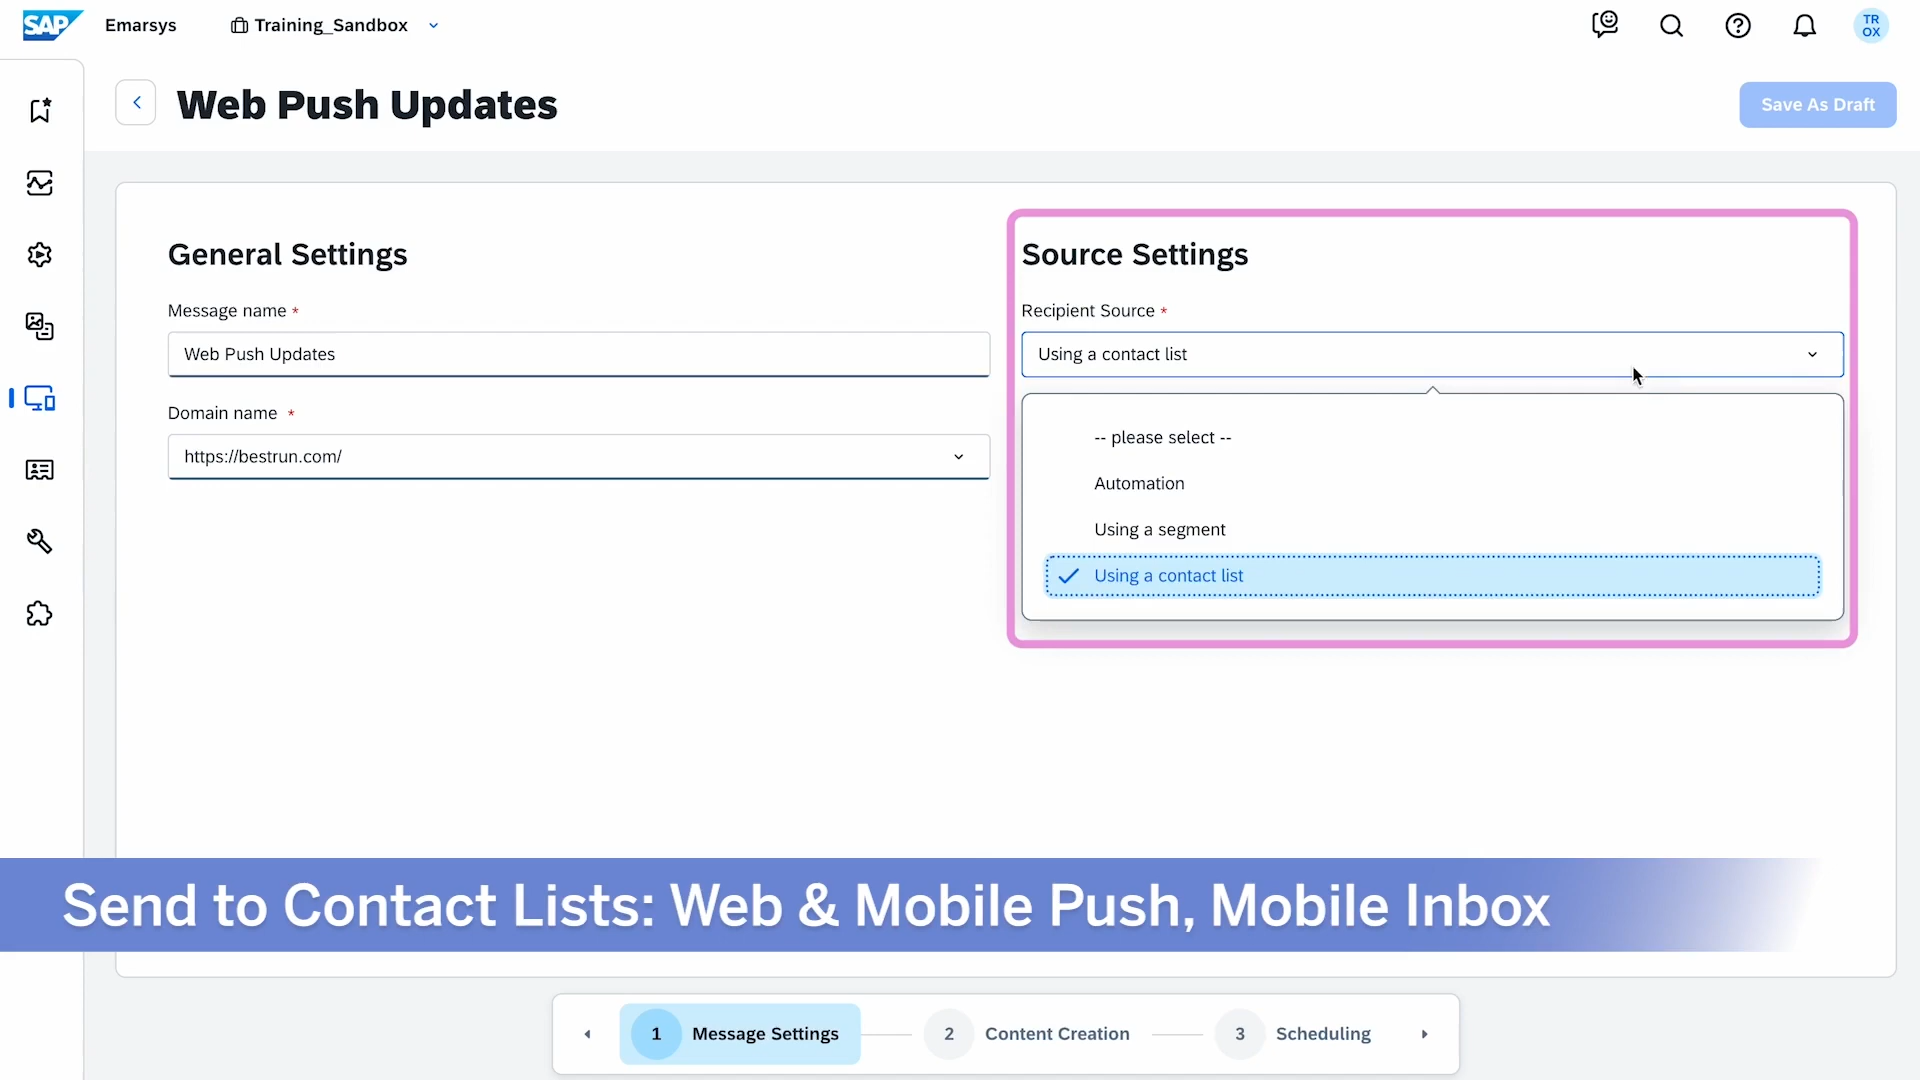 SAP
Emarsys
Training_Sandbox
TR
OX
Web Push Updates
Save As Draft
General Settings
Message name *
Web Push Updates
Domain name *
https://bestrun.com/
Source Settings
Recipient Source *
Using a contact list
-- please select --
Automation
Using a segment
Using a contact list
Send to Contact Lists: Web & Mobile Push, Mobile Inbox
1 Message Settings
2 Content Creation
3 Scheduling